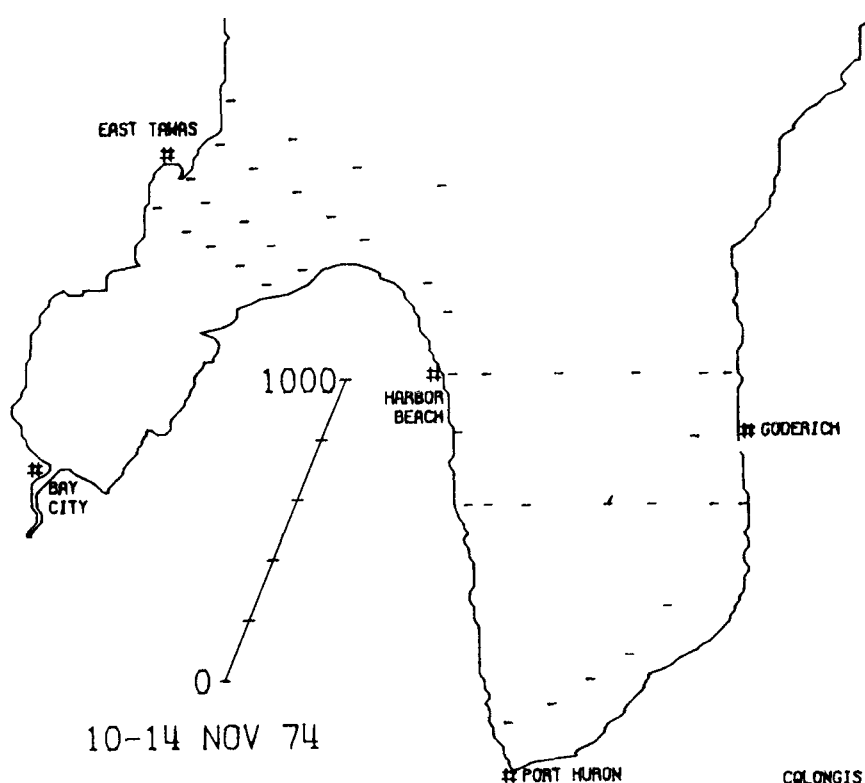 EAST TAWAS
#
1000
#
HARBOR
BEACH
# GODERICH
#
BAY
CITY
0
10-14 NOV 74
# PORT HURON
COLONGIS